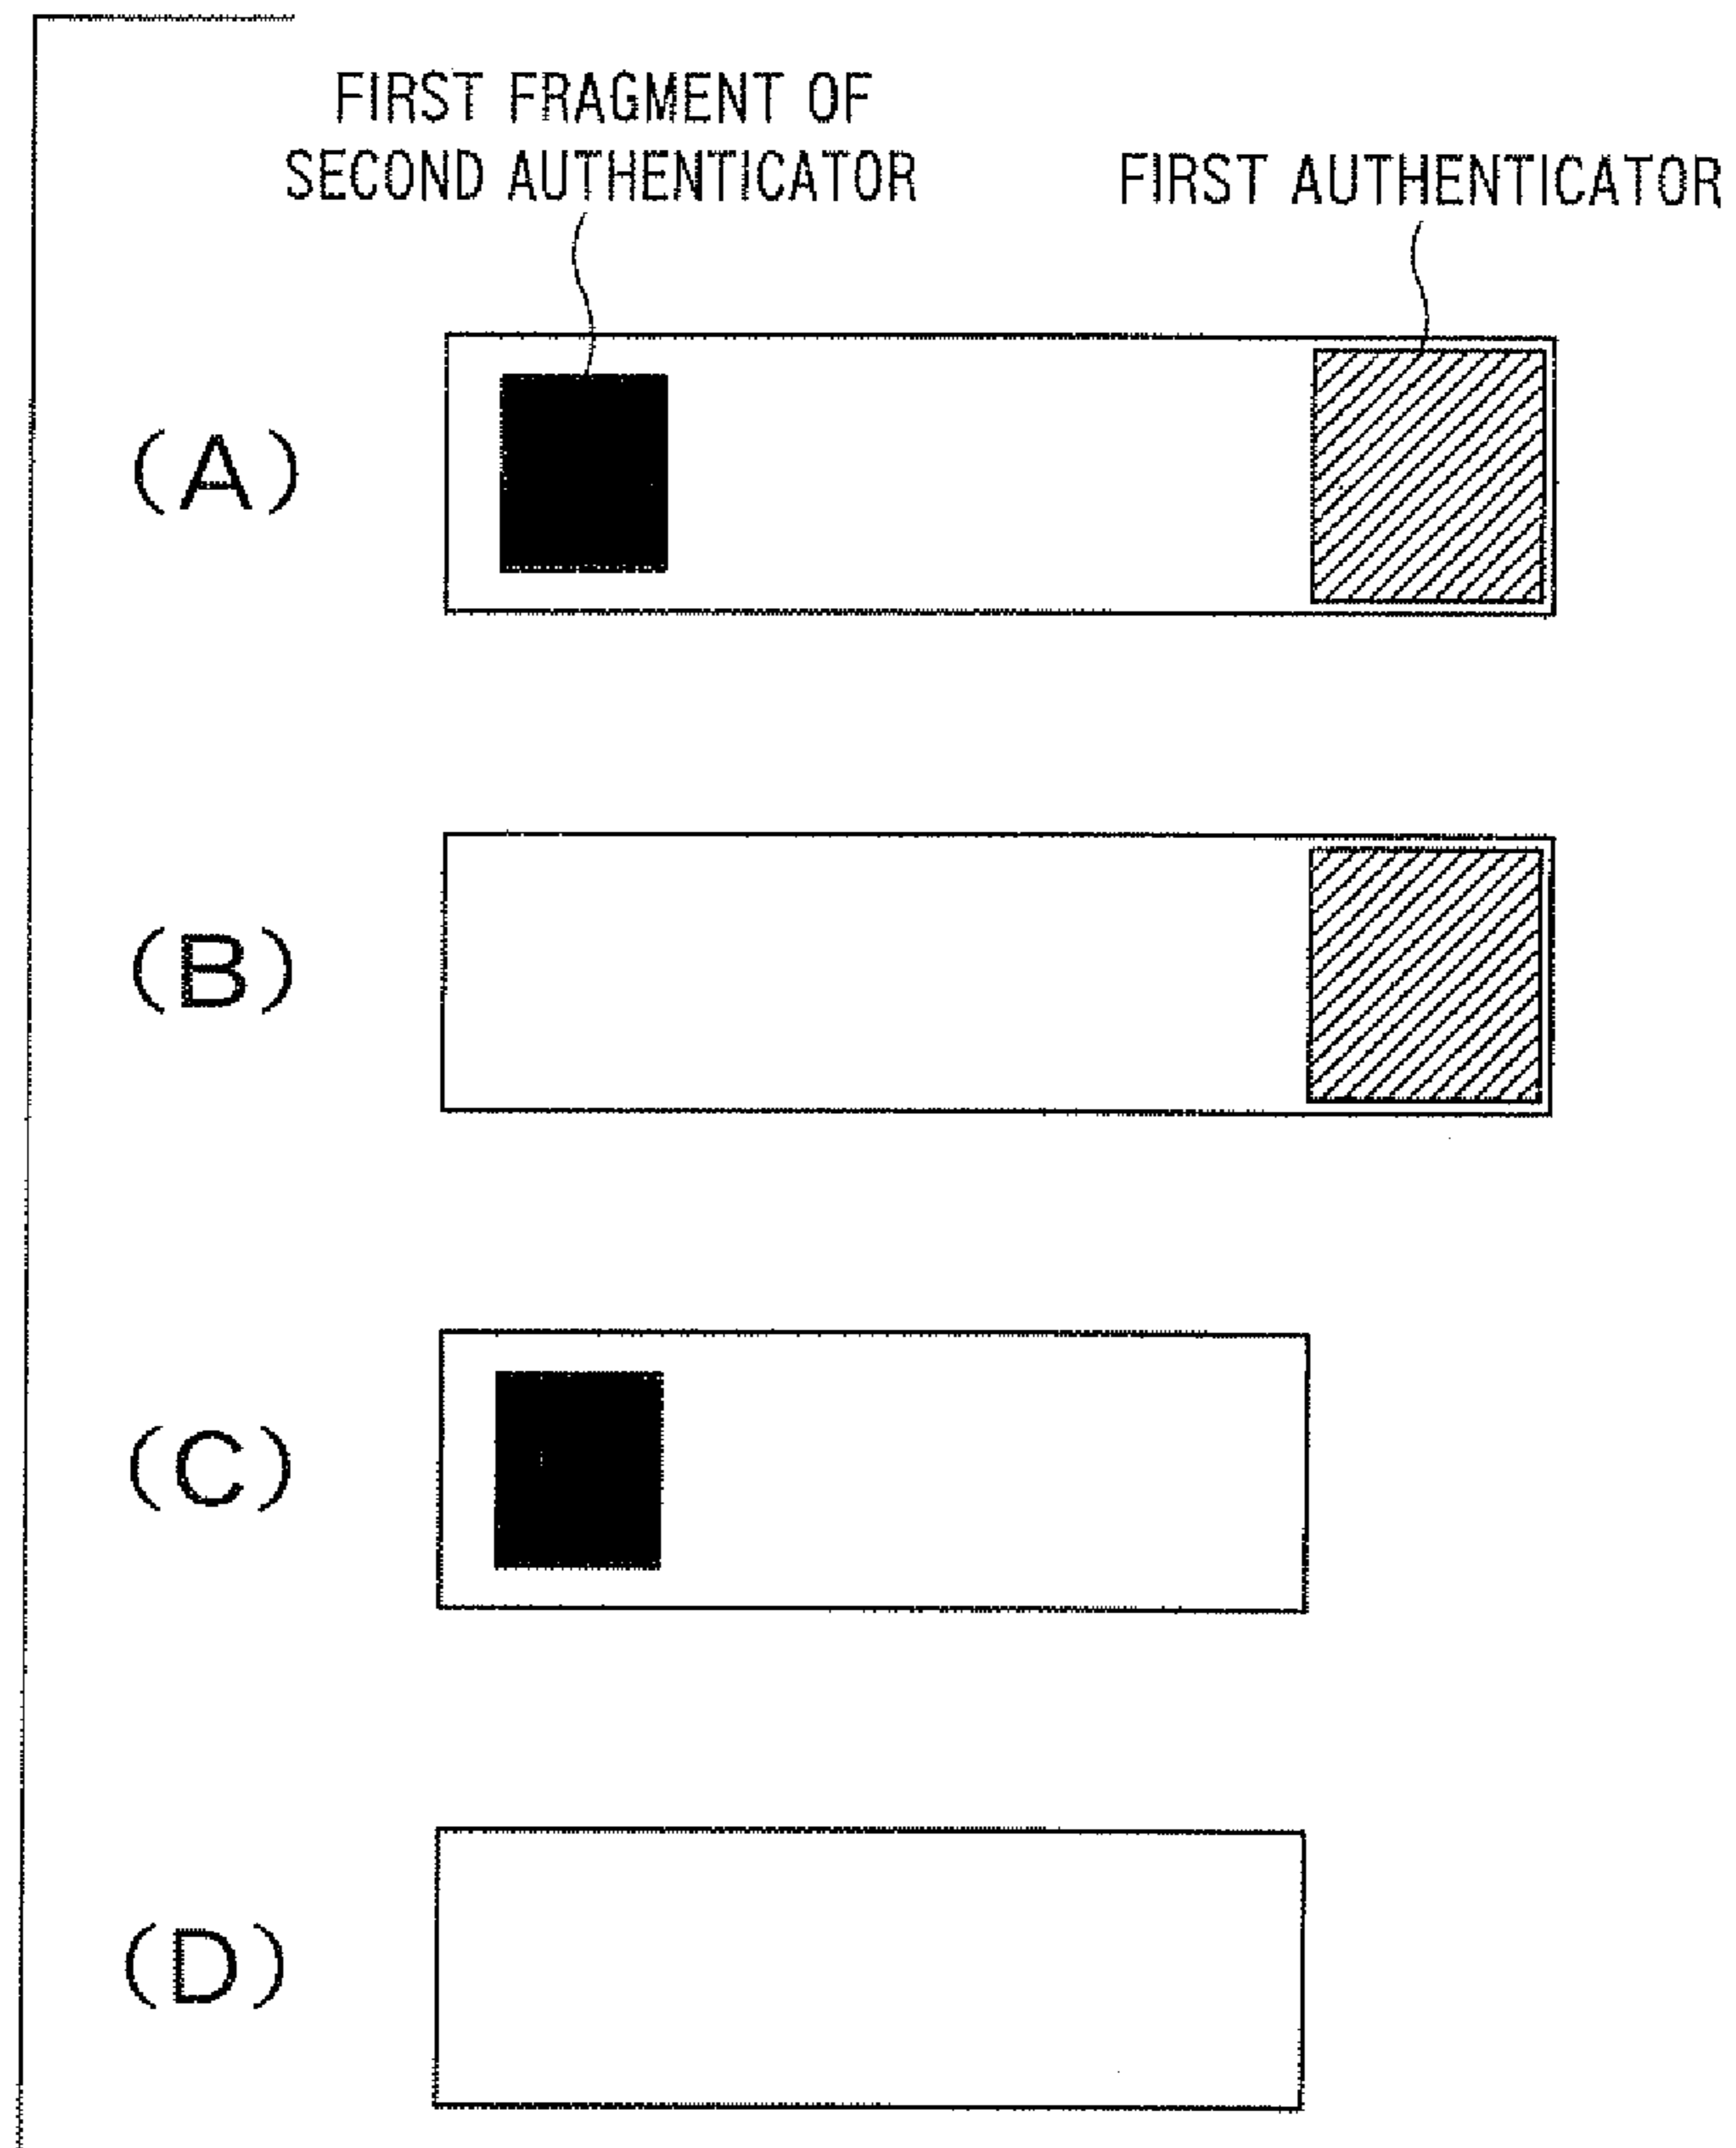 FIRST FRAGMENT OF
SECOND AUTHENTICATOR
FIRST AUTHENTICATOR
(A)
(B)
(C)
(D)